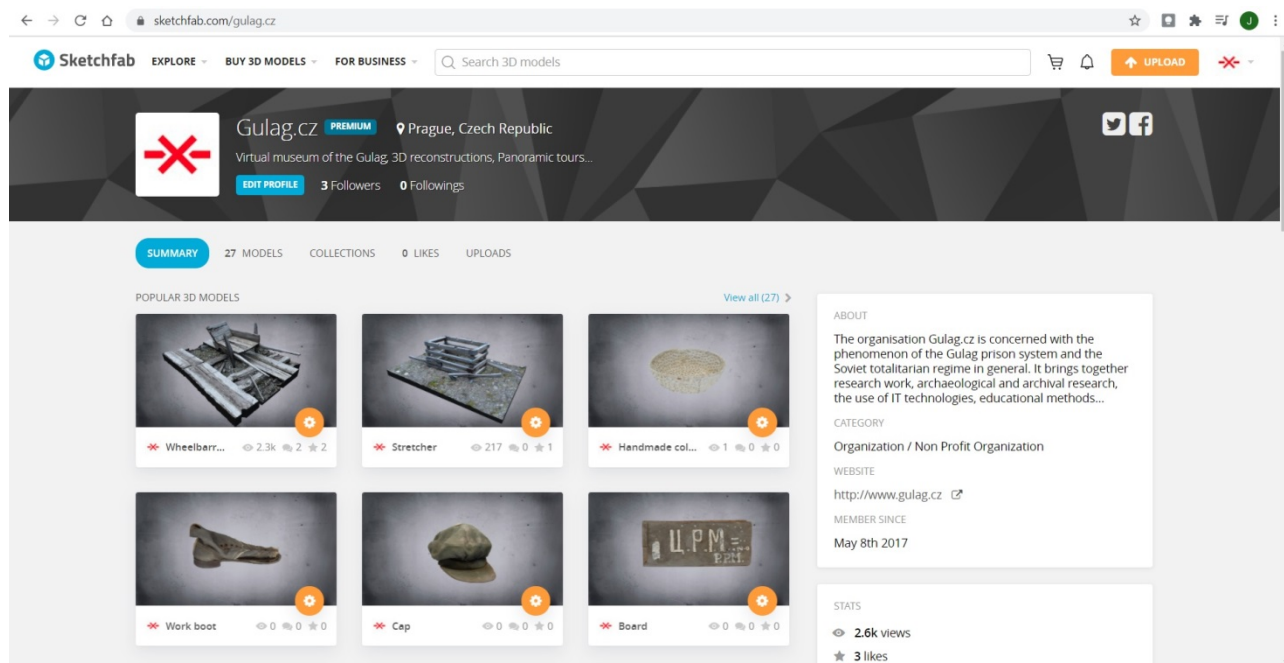 sketchfab.com/gulag.cz
J
Sketchfab EXPLORE BUY 3D MODELS FOR BUSINESS Search 3D models UPLOAD
Gulag.cz PREMIUM Prague, Czech Republic
Virtual museum of the Gulag, 3D reconstructions, Panoramic tours...
EDIT PROFILE 3 Followers 0 Followings
SUMMARY 27 MODELS COLLECTIONS 0 LIKES UPLOADS
POPULAR 3D MODELS View all (27)
Wheelbarr... 2.3k 2 2
Stretcher 217 0 1
Handmade col... 1 0 0
Ц.Р.М=
В.Р.М.
Work boot 0 0 0
Cap 0 0 0
Board 0 0 0
ABOUT
The organisation Gulag.cz is concerned with the
phenomenon of the Gulag prison system and the
Soviet totalitarian regime in general. It brings together
research work, archaeological and archival research,
the use of IT technologies, educational methods...
CATEGORY
Organization / Non Profit Organization
WEBSITE
http://www.gulag.cz
MEMBER SINCE
May 8th 2017
STATS
2.6k views
3 likes